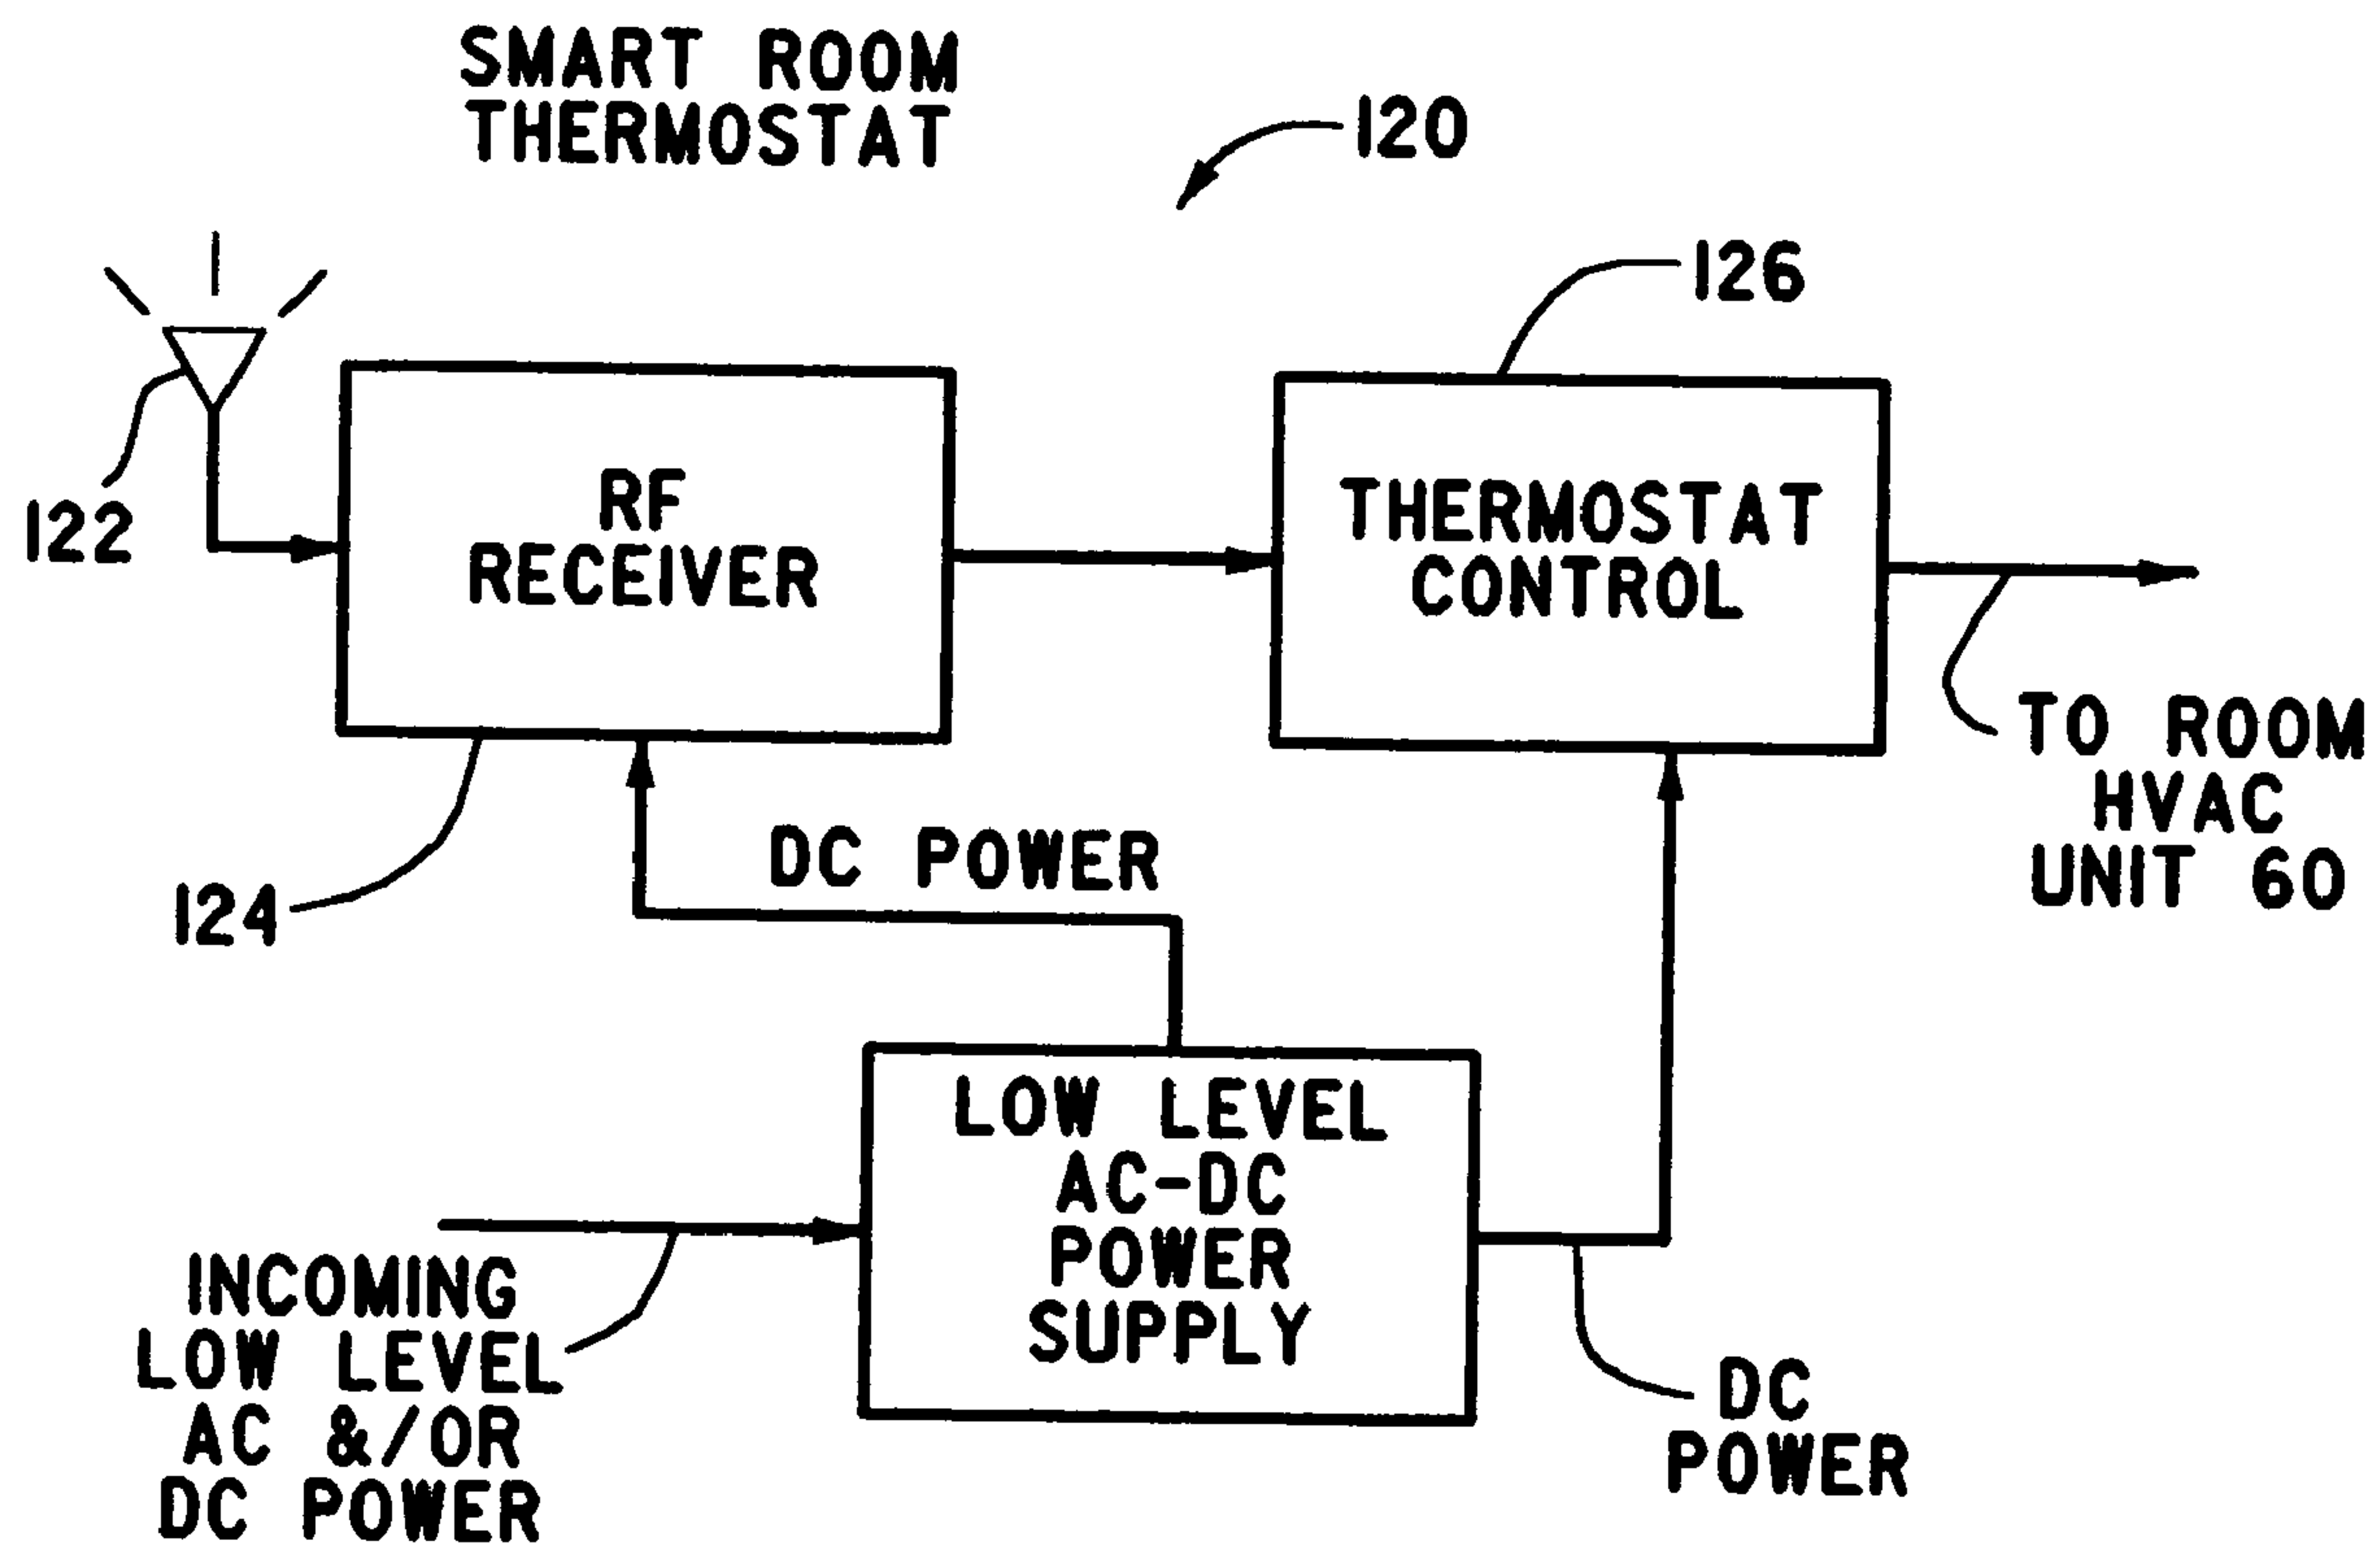 SMART ROOM
THERMOSTAT
120
126
122
RF
RECEIVER
THERMOSTAT
CONTROL
TO ROOM
HVAC
UNIT 60
DC POWER
124
LOW LEVEL
AC-DC
POWER
SUPPLY
INCOMING
LOW LEVEL
AC &/OR
DC POWER
DC
POWER